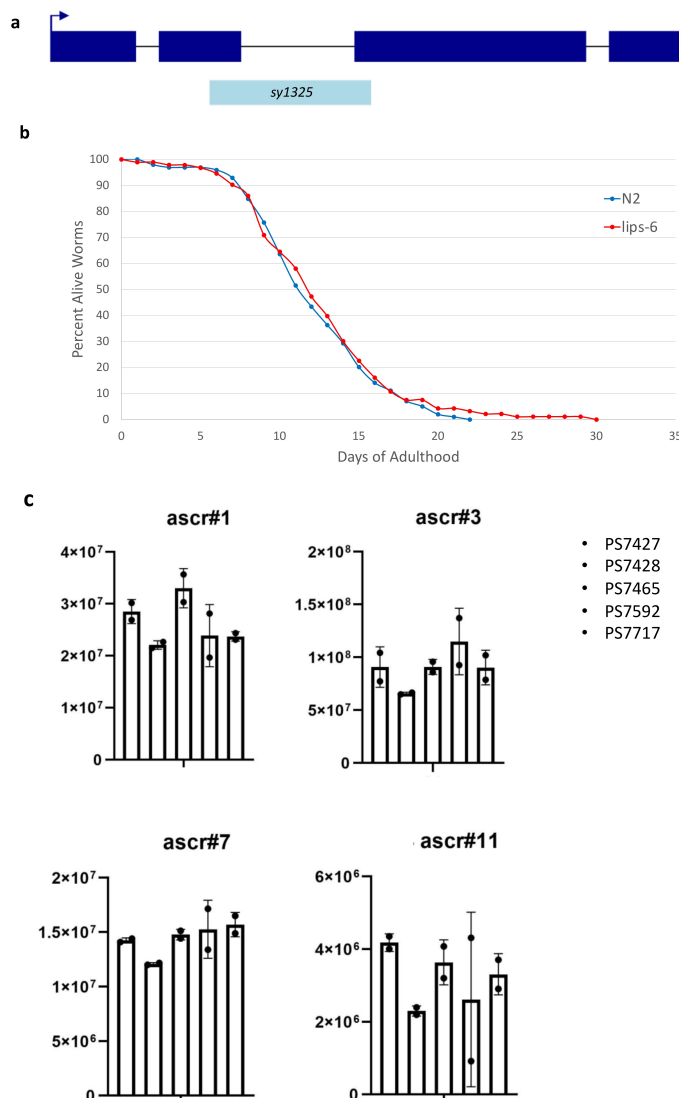 a
sy1325
b
100
90
80
70
60
50
40
30
20
10
0
Percent Alive Worms
N2
lips-6
0 5 10 15 20 25 30 35
Days of Adulthood
c
ascr#1
4×10⁷
3×10⁷
2×10⁷
1×10⁷
0
ascr#3
2×10⁸
1.5×10⁸
1×10⁸
5×10⁷
0
• PS7427
• PS7428
• PS7465
• PS7592
• PS7717
ascr#7
2×10⁷
1.5×10⁷
1×10⁷
5×10⁶
0
ascr#11
6×10⁶
4×10⁶
2×10⁶
0